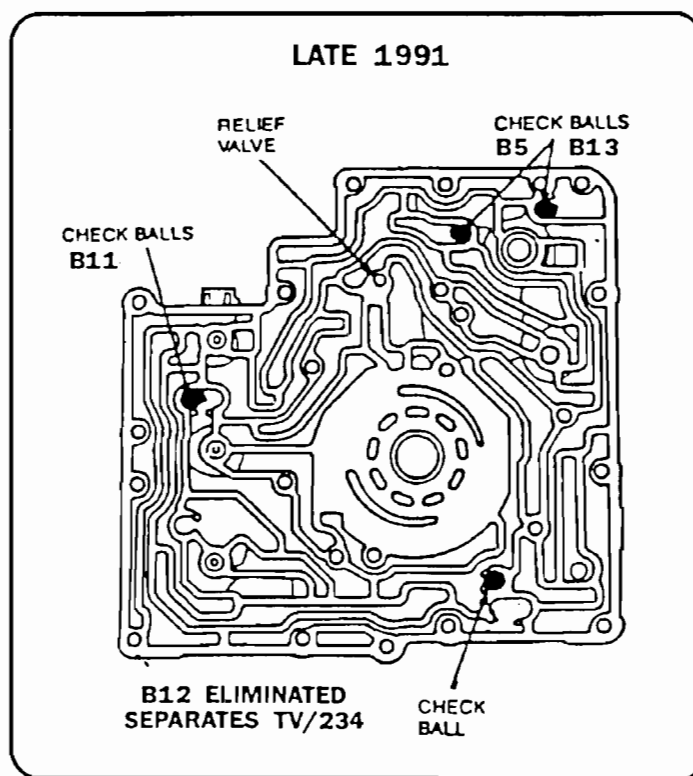 LATE 1991
RELIEF
VALVE
CHECK BALLS
B5 B13
CHECK BALLS
B11
B12 ELIMINATED
SEPARATES TV/234
CHECK
BALL